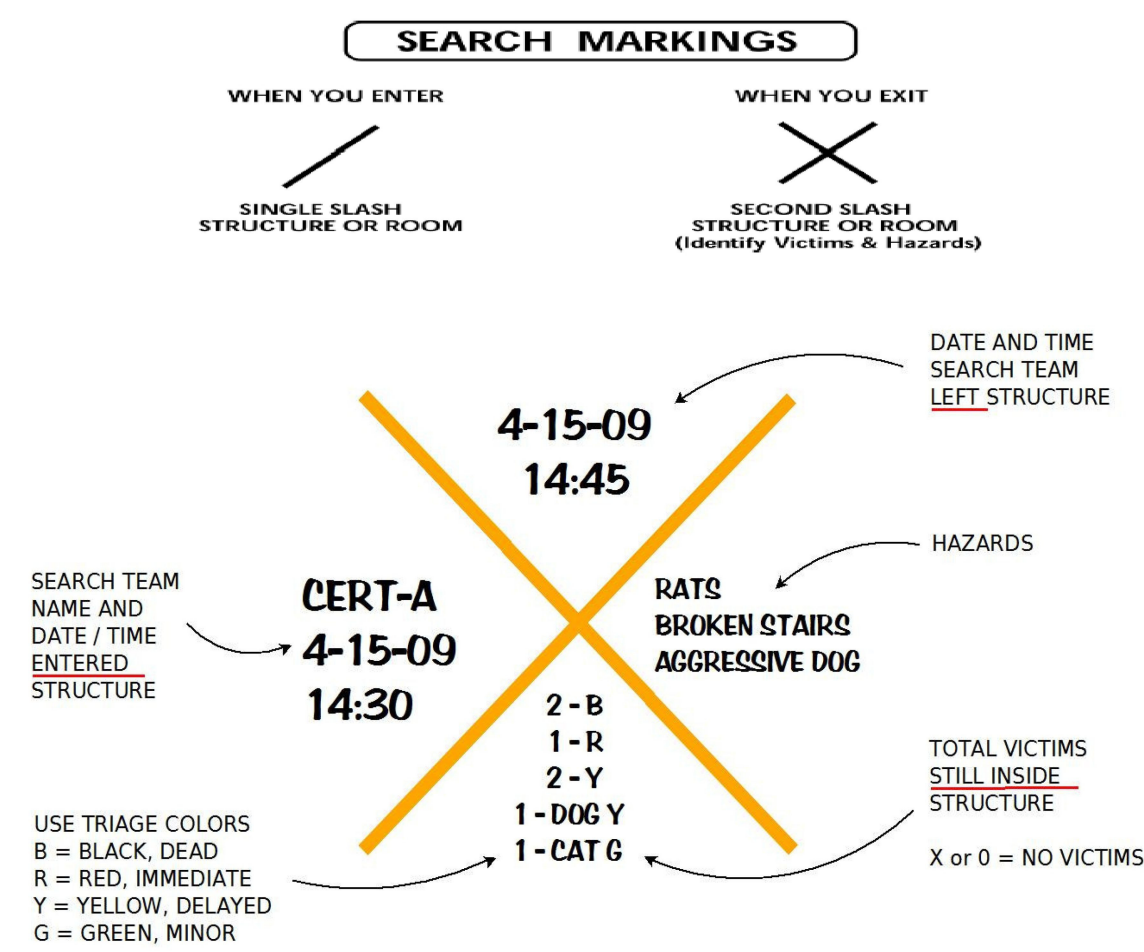 SEARCH MARKINGS
WHEN YOU ENTER
SINGLE SLASH
STRUCTURE OR ROOM
WHEN YOU EXIT
SECOND SLASH
STRUCTURE OR ROOM
(Identify Victims & Hazards)
DATE AND TIME
SEARCH TEAM
LEFT STRUCTURE
4-15-09
14:45
HAZARDS
RATS
BROKEN STAIRS
AGGRESSIVE DOG
SEARCH TEAM
NAME AND
DATE / TIME
ENTERED
STRUCTURE
CERT-A
4-15-09
14:30
2 - B
1 - R
2 - Y
1 - DOG Y
1 - CAT G
TOTAL VICTIMS
STILL INSIDE
STRUCTURE
X or 0 = NO VICTIMS
USE TRIAGE COLORS
B = BLACK, DEAD
R = RED, IMMEDIATE
Y = YELLOW, DELAYED
G = GREEN, MINOR